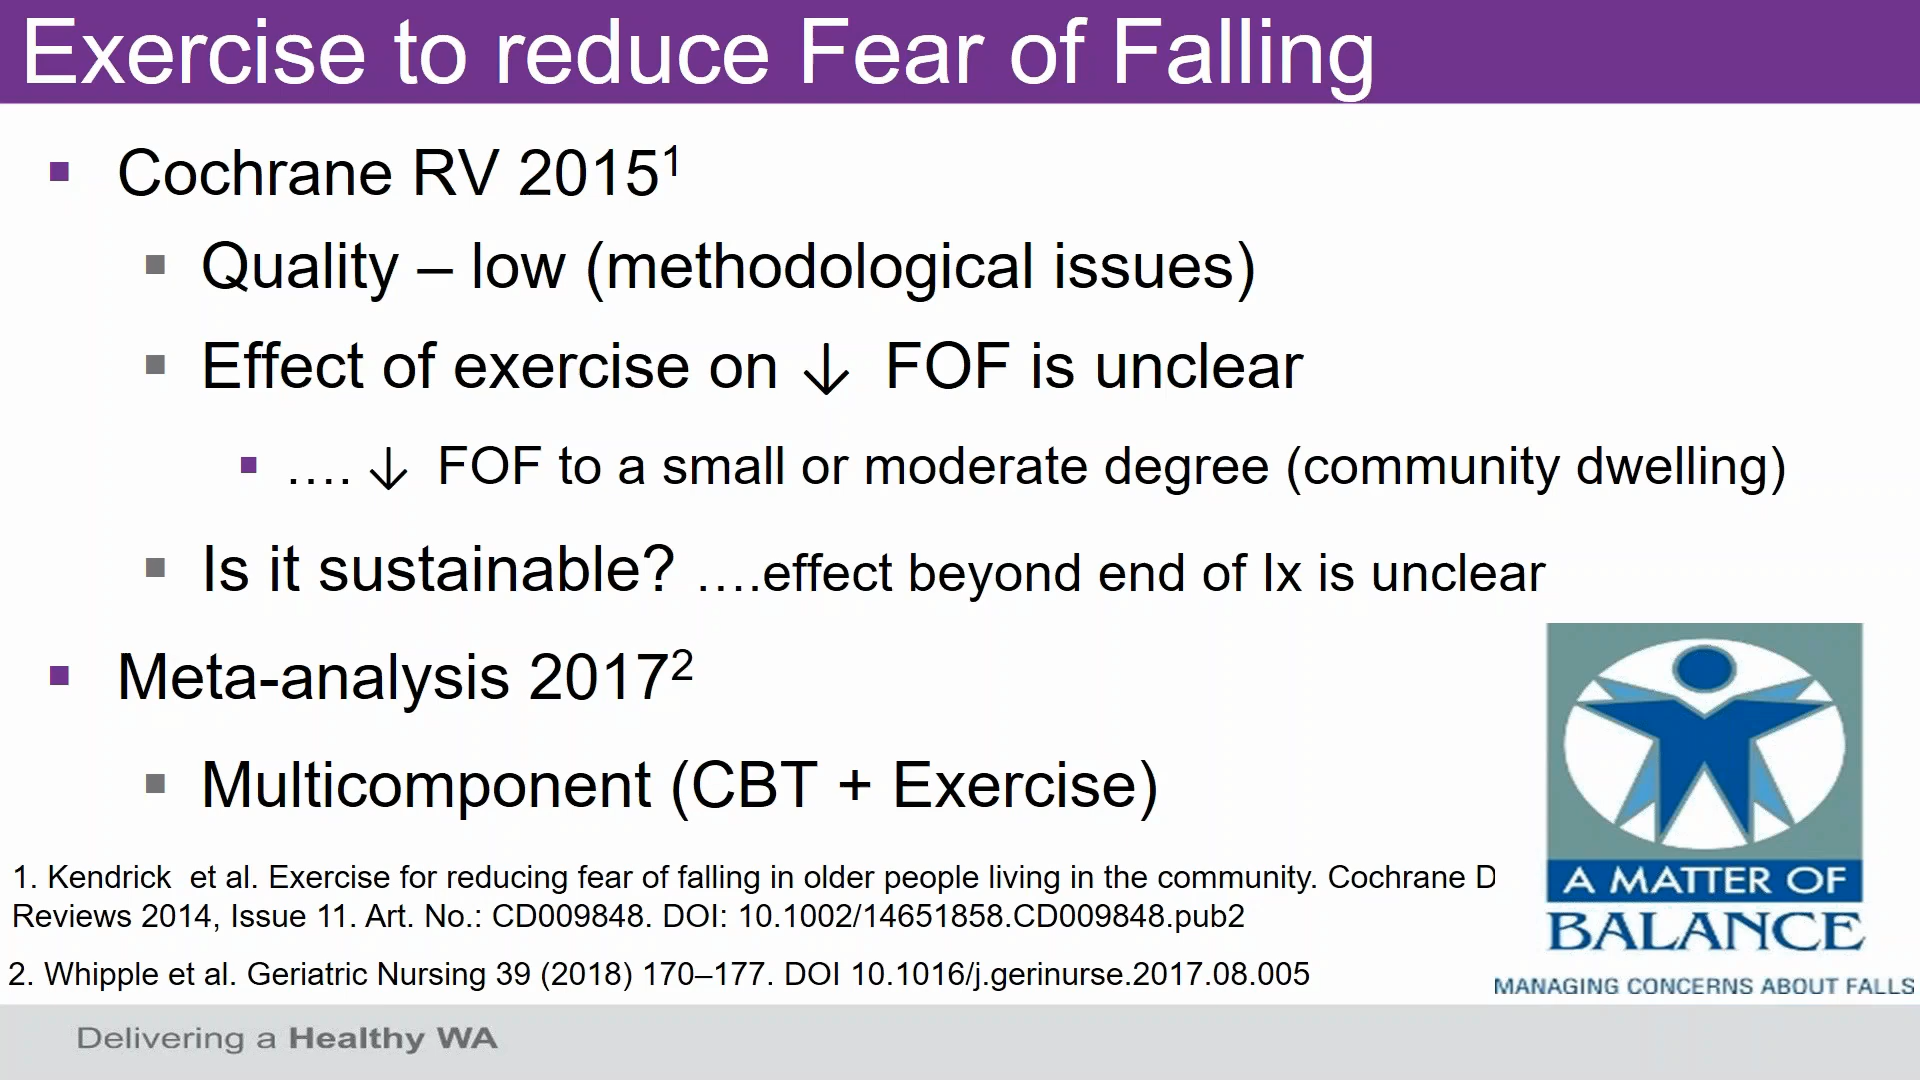 Exercise to reduce Fear of Falling
▪ Cochrane RV 2015¹
▪ Quality – low (methodological issues)
▪ Effect of exercise on ↓ FOF is unclear
▪ …. ↓ FOF to a small or moderate degree (community dwelling)
▪ Is it sustainable? ….effect beyond end of Ix is unclear
▪ Meta-analysis 2017²
▪ Multicomponent (CBT + Exercise)
1. Kendrick et al. Exercise for reducing fear of falling in older people living in the community. Cochrane D
Reviews 2014, Issue 11. Art. No.: CD009848. DOI: 10.1002/14651858.CD009848.pub2
2. Whipple et al. Geriatric Nursing 39 (2018) 170–177. DOI 10.1016/j.gerinurse.2017.08.005
A MATTER OF
BALANCE
MANAGING CONCERNS ABOUT FALLS
Delivering a Healthy WA